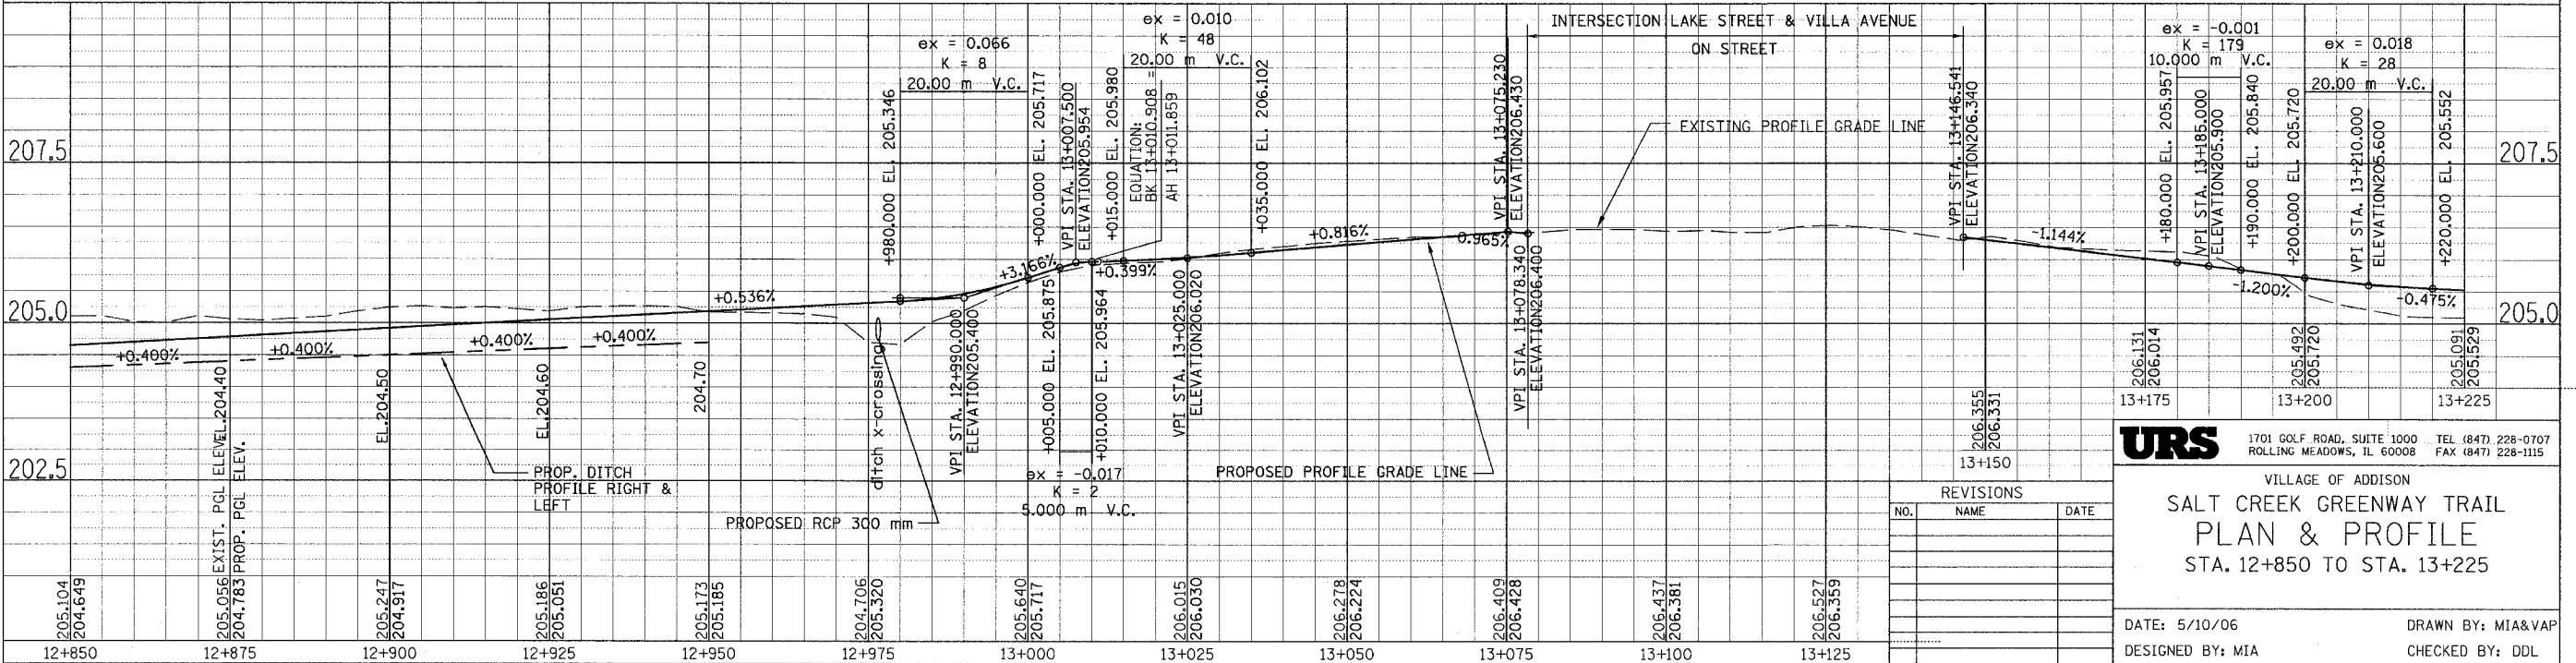 ex = 0.066
K = 8
20.00 m V.C.
ex = 0.010
K = 48
20.00 m V.C.
INTERSECTION LAKE STREET & VILLA AVENUE
ON STREET
ex = -0.001
K = 179
10.000 m V.C.
ex = 0.018
K = 28
20.00 m V.C.
+980.000 EL. 205.346
+000.000 EL. 205.717
VPI STA. 13+007.500
ELEVATION205.954
+015.000 EL. 205.980
EQUATION:
BK 13+010.908 =
AH 13+011.859
+035.000 EL. 206.102
VPI STA. 13+075.230
ELEVATION206.430
EXISTING PROFILE GRADE LINE
VPI STA. 13+146.541
ELEVATION206.340
+180.000 EL. 205.957
VPI STA. 13+185.000
ELEVATION205.900
+190.000 EL. 205.840
+200.000 EL. 205.720
VPI STA. 13+210.000
ELEVATION205.600
+220.000 EL. 205.552
207.5
207.5
205.0
205.0
202.5
+0.536%
+3.166%
+0.399%
+0.816%
0.965%
-1.144%
-1.200%
-0.475%
+0.400%
+0.400%
+0.400%
+0.400%
EL.204.40
EL.204.50
EL.204.60
204.70
ditch x-crossing
VPI STA. 12+990.000
ELEVATION205.400
+005.000 EL. 205.875
+010.000 EL. 205.964
VPI STA. 13+025.000
ELEVATION206.020
VPI STA. 13+078.340
ELEVATION206.400
ex = -0.017
K = 2
5.000 m V.C.
PROP. DITCH
PROFILE RIGHT &
LEFT
PROPOSED RCP 300 mm
PROPOSED PROFILE GRADE LINE
205.104
204.649
205.056 EXIST. PGL ELEV.
204.783 PROP. PGL ELEV.
205.247
204.917
205.186
205.051
205.173
205.185
204.706
205.320
205.640
205.717
206.015
206.030
206.278
206.224
206.409
206.428
206.437
206.381
206.527
206.359
206.355
206.331
206.131
206.014
205.492
205.720
205.091
205.529
12+850
12+875
12+900
12+925
12+950
12+975
13+000
13+025
13+050
13+075
13+100
13+125
13+150
13+175
13+200
13+225
REVISIONS
NO. NAME DATE
URS
1701 GOLF ROAD, SUITE 1000 TEL (847) 228-0707
ROLLING MEADOWS, IL 60008 FAX (847) 228-1115
VILLAGE OF ADDISON
SALT CREEK GREENWAY TRAIL
PLAN & PROFILE
STA. 12+850 TO STA. 13+225
DATE: 5/10/06 DRAWN BY: MIA&VAP
DESIGNED BY: MIA CHECKED BY: DDL